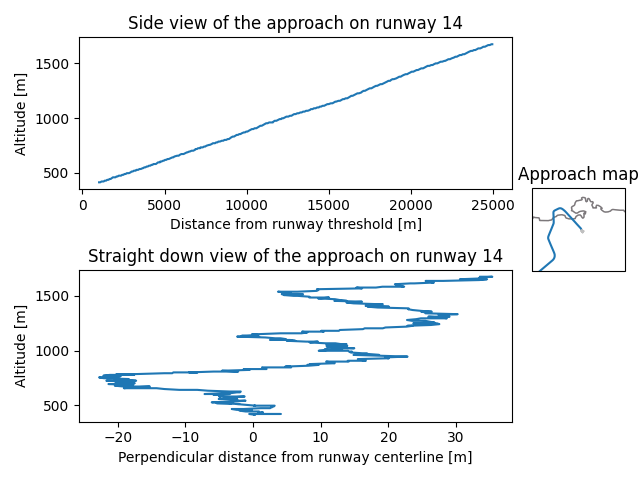 Side view of the approach on runway 14
Altitude [m]
1500
1000
500
0
5000
10000
15000
20000
25000
Distance from runway threshold [m]
Approach map
Straight down view of the approach on runway 14
Altitude [m]
1500
1000
500
−20
−10
0
10
20
30
Perpendicular distance from runway centerline [m]